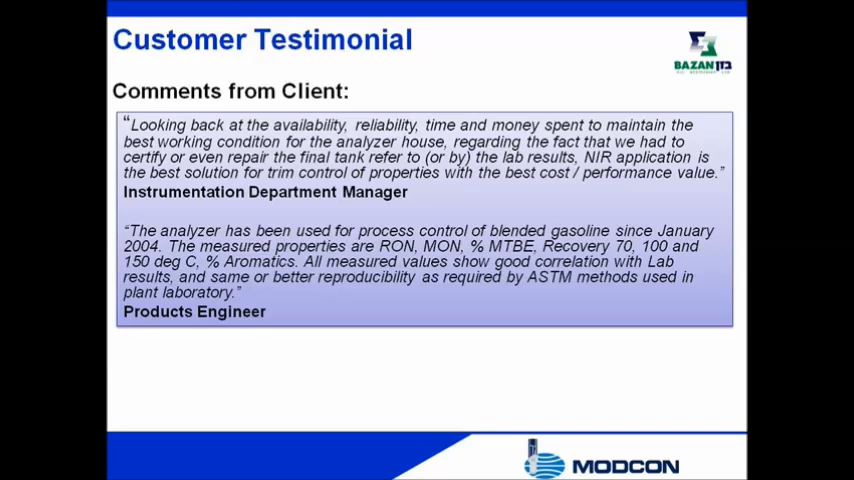 Customer Testimonial
BAZAN בזן
Comments from Client:
“Looking back at the availability, reliability, time and money spent to maintain the
best working condition for the analyzer house, regarding the fact that we had to
certify or even repair the final tank refer to (or by) the lab results, NIR application is
the best solution for trim control of properties with the best cost / performance value.”
Instrumentation Department Manager
“The analyzer has been used for process control of blended gasoline since January
2004. The measured properties are RON, MON, % MTBE, Recovery 70, 100 and
150 deg C, % Aromatics. All measured values show good correlation with Lab
results, and same or better reproducibility as required by ASTM methods used in
plant laboratory.”
Products Engineer
MODCON